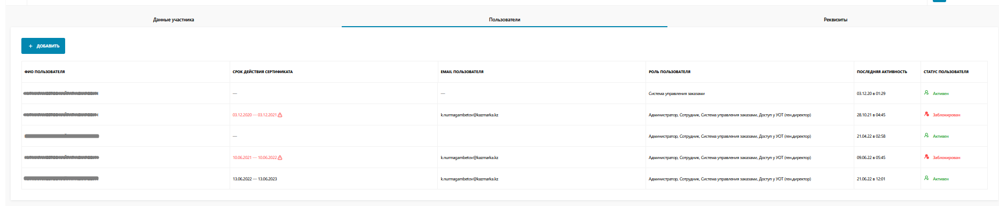 Данные участника Пользователи Реквизиты
+ ДОБАВИТЬ
ФИО ПОЛЬЗОВАТЕЛЯ СРОК ДЕЙСТВИЯ СЕРТИФИКАТА EMAIL ПОЛЬЗОВАТЕЛЯ РОЛЬ ПОЛЬЗОВАТЕЛЯ ПОСЛЕДНЯЯ АКТИВНОСТЬ СТАТУС ПОЛЬЗОВАТЕЛЯ
— — Система управления заказами 03.12.20 в 01:29 Активен
03.12.2020 — 03.12.2021 k.nurmagambetov@kazmarka.kz Администратор, Сотрудник, Система управления заказами, Доступ у УОТ (ген.директор) 28.10.21 в 04:45 Заблокирован
— Администратор, Сотрудник, Система управления заказами, Доступ у УОТ (ген.директор) 21.04.22 в 02:58 Активен
10.06.2021 — 10.06.2022 k.nurmagambetov@kazmarka.kz Администратор, Сотрудник, Система управления заказами, Доступ у УОТ (ген.директор) 09.06.22 в 05:45 Заблокирован
13.06.2022 — 13.06.2023 k.nurmagambetov@kazmarka.kz Администратор, Сотрудник, Система управления заказами, Доступ у УОТ (ген.директор) 21.06.22 в 12:01 Активен